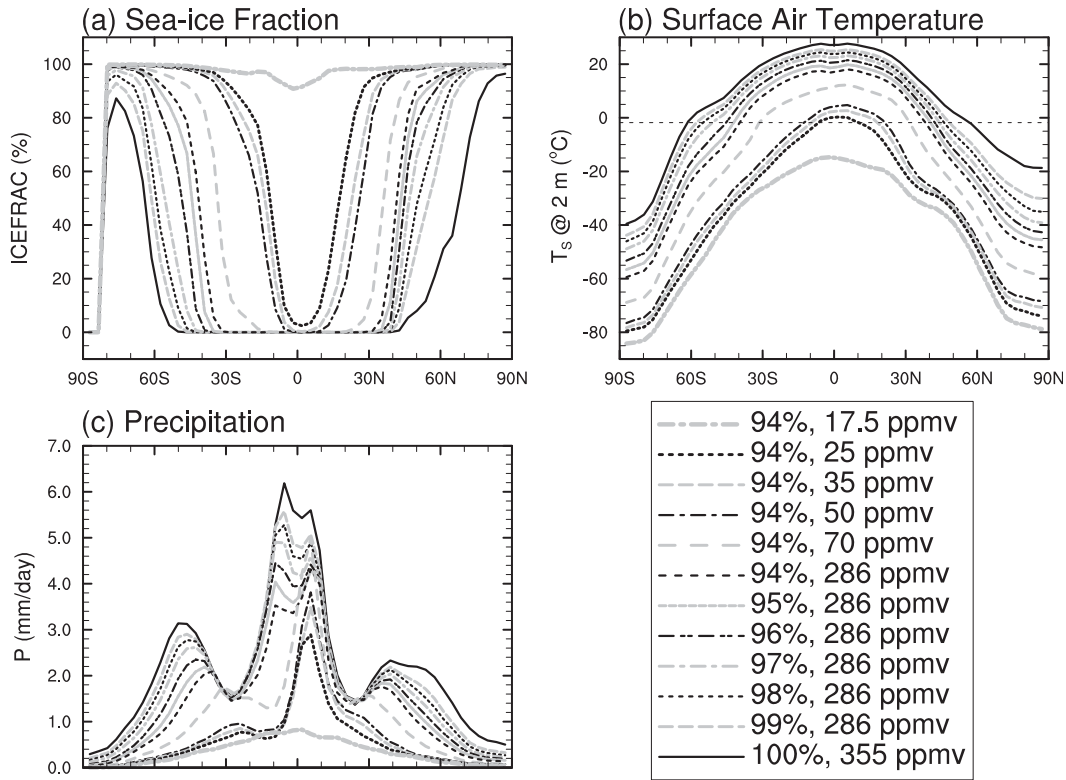 (a) Sea-ice Fraction
ICEFRAC (%)
100
80
60
40
20
0
90S 60S 30S 0 30N 60N 90N
(b) Surface Air Temperature
T_S @ 2 m (°C)
20
0
-20
-40
-60
-80
90S 60S 30S 0 30N 60N 90N
(c) Precipitation
P (mm/day)
7.0
6.0
5.0
4.0
3.0
2.0
1.0
0.0
94%, 17.5 ppmv
94%, 25 ppmv
94%, 35 ppmv
94%, 50 ppmv
94%, 70 ppmv
94%, 286 ppmv
95%, 286 ppmv
96%, 286 ppmv
97%, 286 ppmv
98%, 286 ppmv
99%, 286 ppmv
100%, 355 ppmv